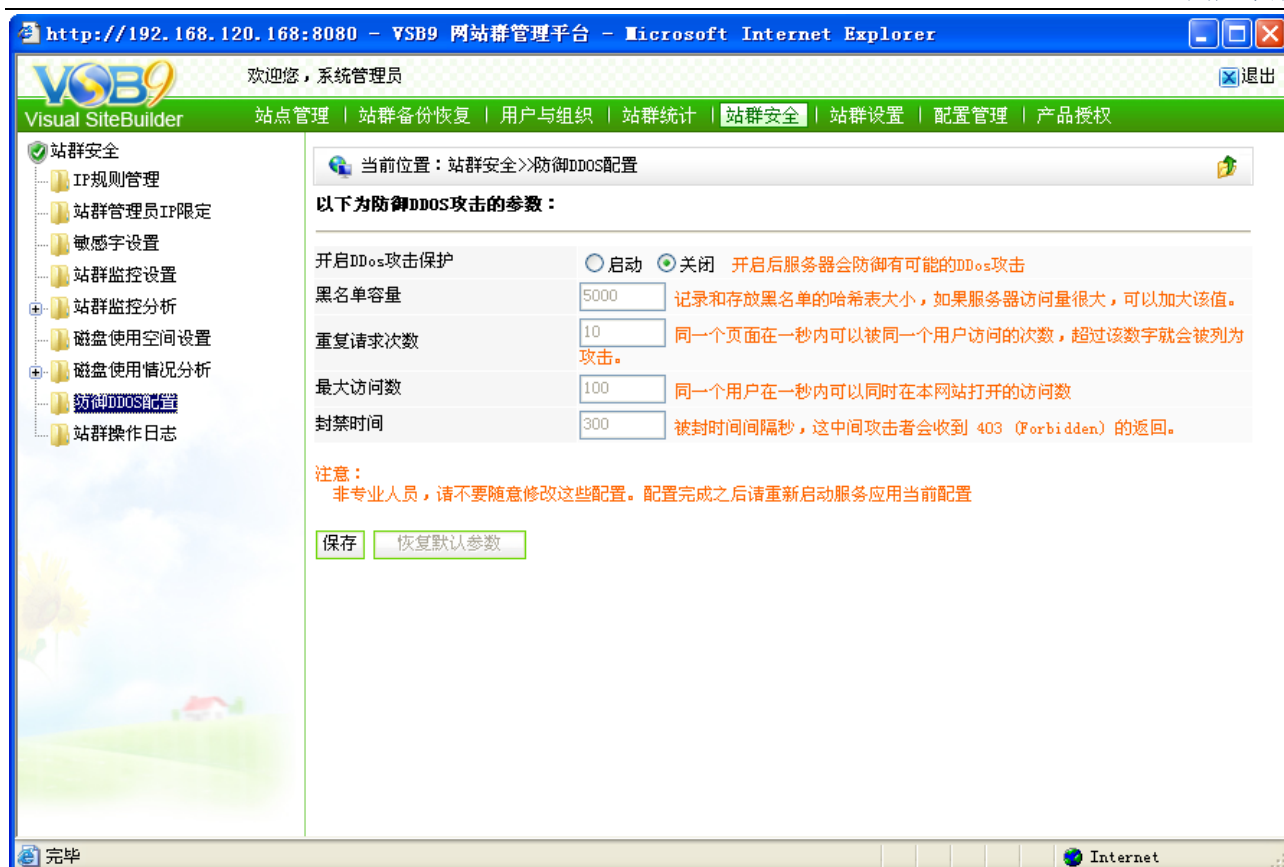 http://192.168.120.168:8080 - VSB9 网站群管理平台 - Microsoft Internet Explorer
VSB9
Visual SiteBuilder
欢迎您，系统管理员
退出
站点管理 | 站群备份恢复 | 用户与组织 | 站群统计 | 站群安全 | 站群设置 | 配置管理 | 产品授权
站群安全
IP规则管理
站群管理员IP限定
敏感字设置
站群监控设置
站群监控分析
磁盘使用空间设置
磁盘使用情况分析
防御DDOS配置
站群操作日志
当前位置：站群安全>>防御DDOS配置
以下为防御DDOS攻击的参数：
开启DDos攻击保护 启动 关闭 开启后服务器会防御有可能的DDos攻击
黑名单容量 5000 记录和存放黑名单的哈希表大小，如果服务器访问量很大，可以加大该值。
重复请求次数 10 同一个页面在一秒内可以被同一个用户访问的次数，超过该数字就会被列为
攻击。
最大访问数 100 同一个用户在一秒内可以同时在本网站打开的访问数
封禁时间 300 被封时间间隔秒，这中间攻击者会收到 403 (Forbidden) 的返回。
注意：
非专业人员，请不要随意修改这些配置。配置完成之后请重新启动服务应用当前配置
保存 恢复默认参数
完毕 Internet